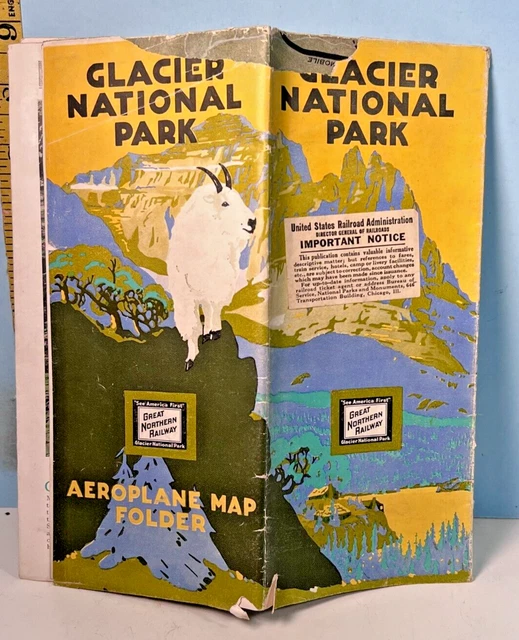 GLACIER
NATIONAL
PARK
"See America First"
GREAT
NORTHERN
RAILWAY
Glacier National Park
AEROPLANE MAP
FOLDER
GLACIER
NATIONAL
PARK
United States Railroad Administration
DIRECTOR GENERAL OF RAILROADS
IMPORTANT NOTICE
This publication contains valuable informative
descriptive matter; but references to fares,
train service, hotels, camps or livery facilities,
etc., are subject to correction, account changes
which may have been made since issuance.
For up-to-date information, apply to any
railroad ticket agent or address Bureau of
Service, National Parks and Monuments, 646
Transportation Building, Chicago, Ill.
"See America First"
GREAT
NORTHERN
RAILWAY
Glacier National Park